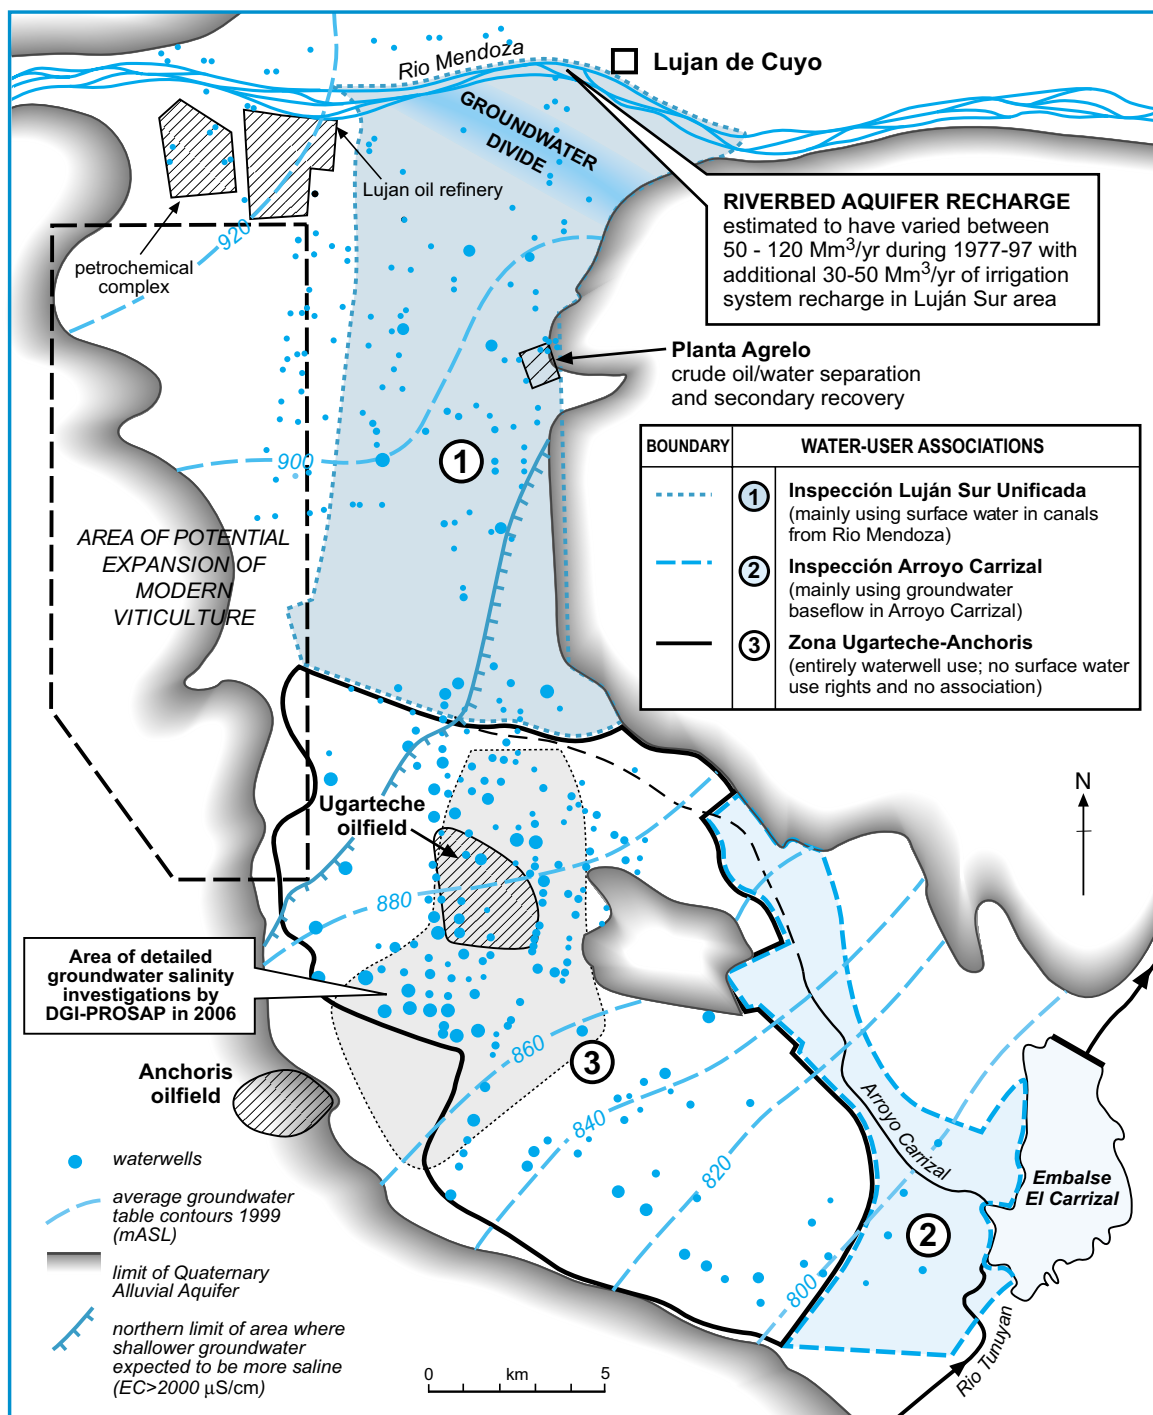 Rio Mendoza
Lujan de Cuyo
GROUNDWATER
DIVIDE
Lujan oil refinery
920
petrochemical
complex
RIVERBED AQUIFER RECHARGE
estimated to have varied between
50 - 120 Mm³/yr during 1977-97 with
additional 30-50 Mm³/yr of irrigation
system recharge in Luján Sur area
Planta Agrelo
crude oil/water separation
and secondary recovery
BOUNDARY WATER-USER ASSOCIATIONS
1 Inspección Luján Sur Unificada
(mainly using surface water in canals
from Rio Mendoza)
2 Inspección Arroyo Carrizal
(mainly using groundwater
baseflow in Arroyo Carrizal)
3 Zona Ugarteche-Anchoris
(entirely waterwell use; no surface water
use rights and no association)
1
900
AREA OF POTENTIAL
EXPANSION OF
MODERN
VITICULTURE
N
Ugarteche
oilfield
880
Area of detailed
groundwater salinity
investigations by
DGI-PROSAP in 2006
860
3
Anchoris
oilfield
840
820
Arroyo Carrizal
Embalse
El Carrizal
2
800
Rio Tunuyan
waterwells
average groundwater
table contours 1999
(mASL)
limit of Quaternary
Alluvial Aquifer
northern limit of area where
shallower groundwater
expected to be more saline
(EC>2000 µS/cm)
0 km 5